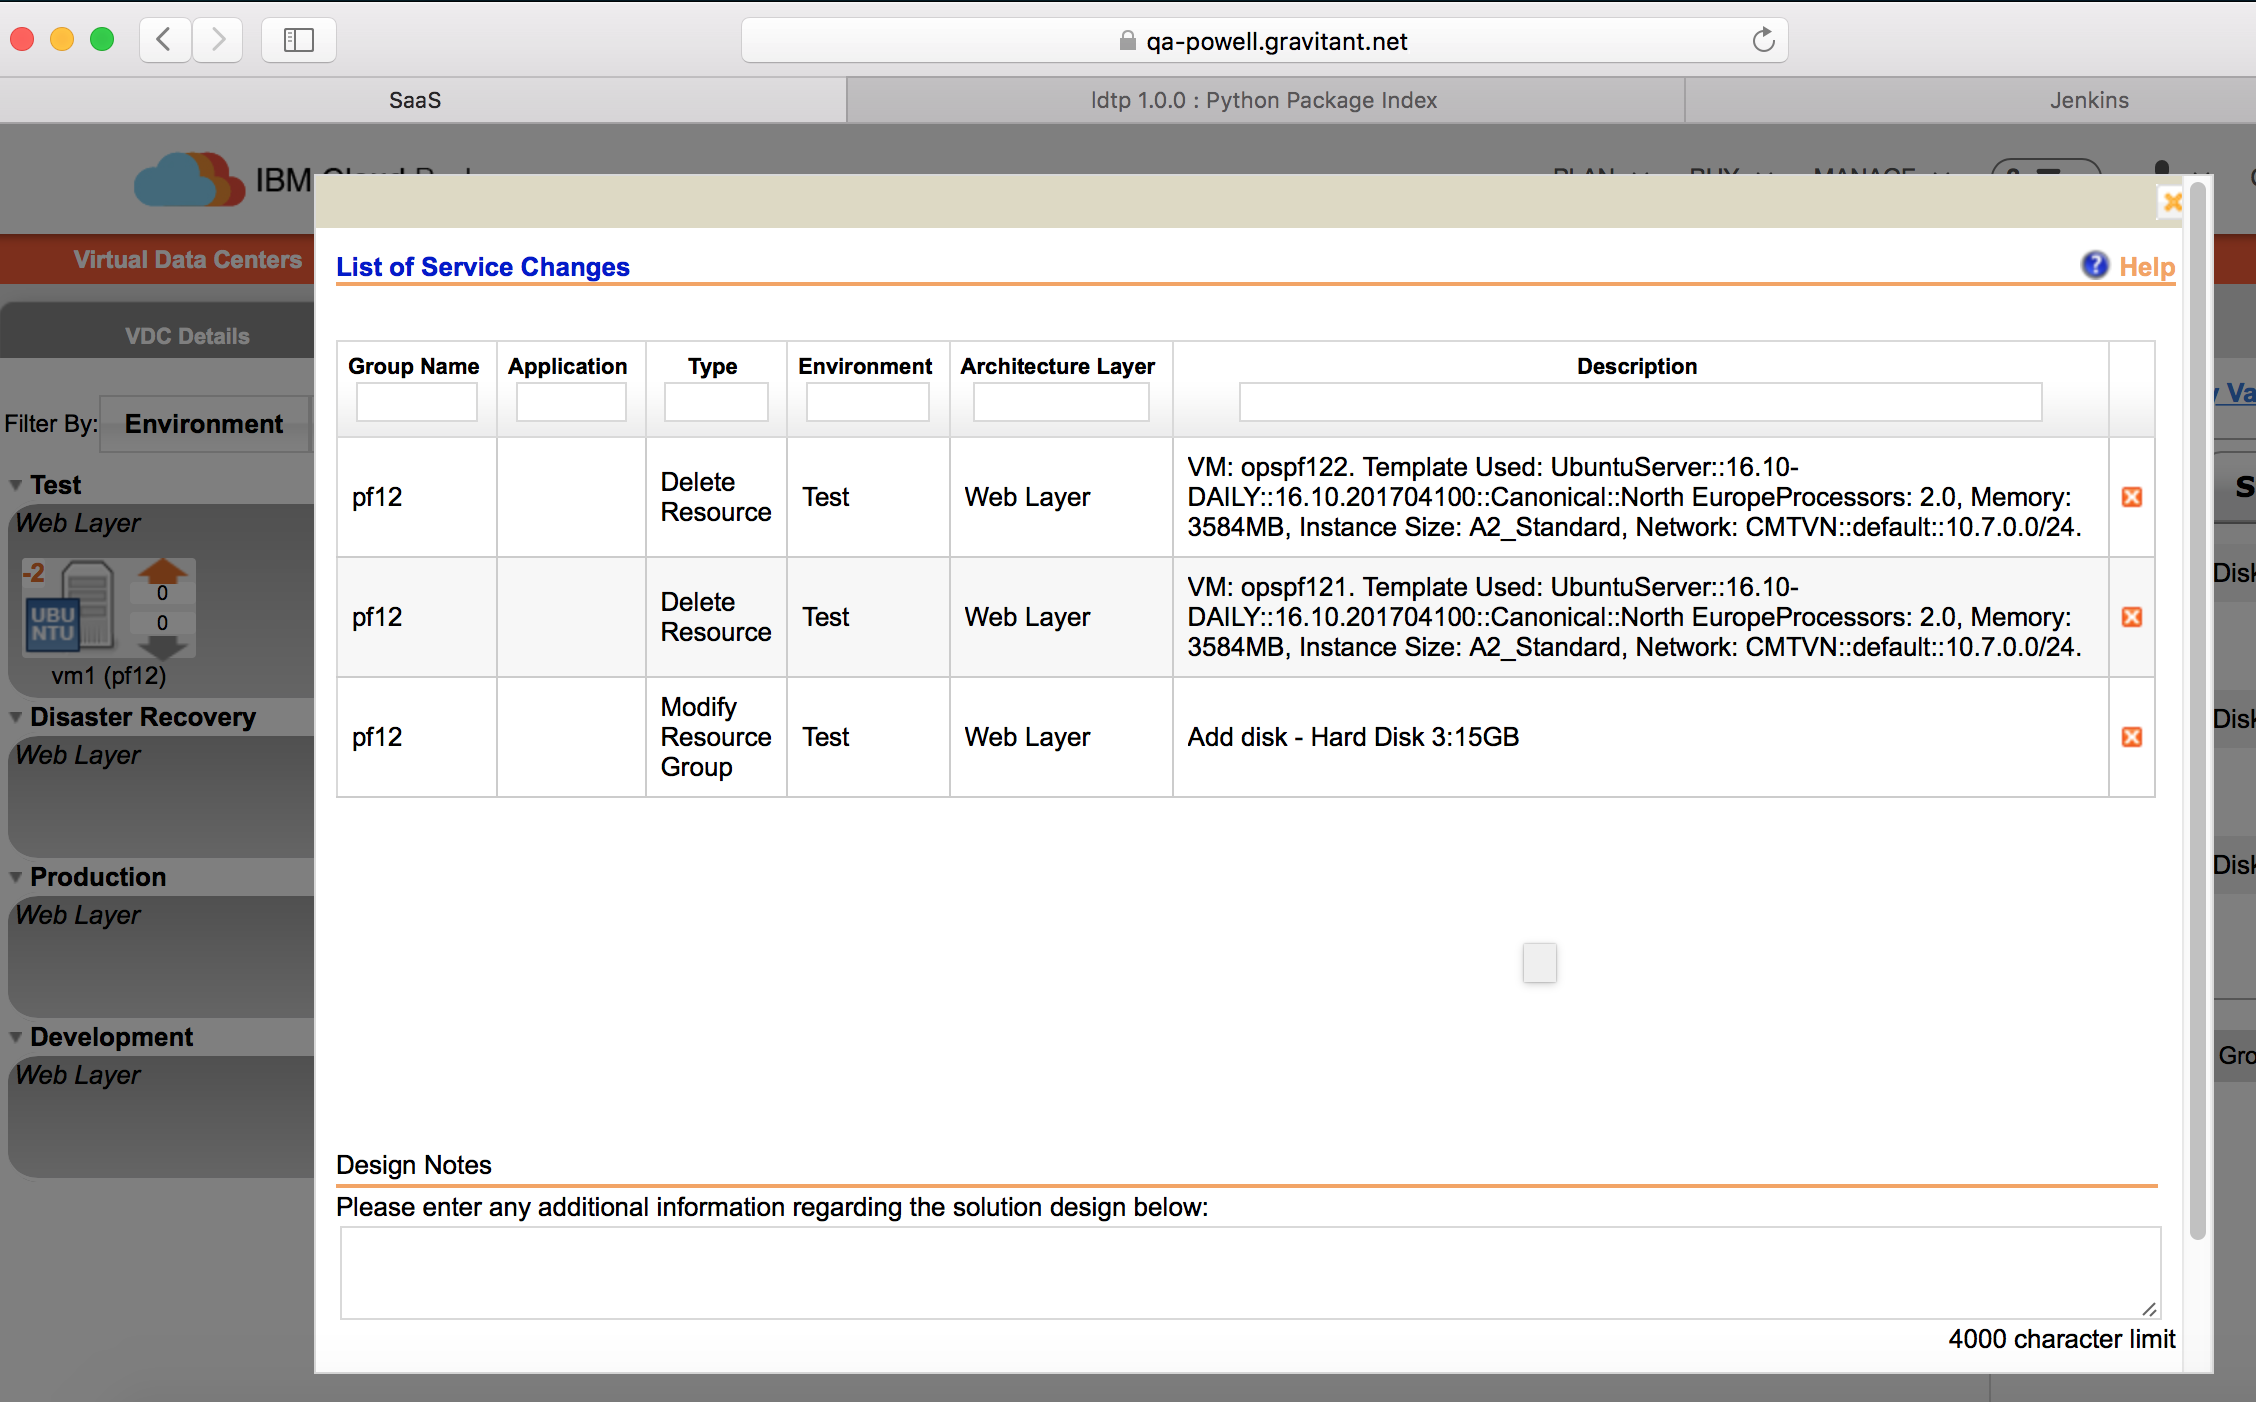 qa-powell.gravitant.net
SaaS
ldtp 1.0.0 : Python Package Index
Jenkins
IBM
PLAN
BUY
MANAGE
Virtual Data Centers
List of Service Changes
Help
VDC Details
Group Name
Application
Type
Environment
Architecture Layer
Description
Filter By:
Environment
Test
Web Layer
-2
UBU
NTU
0
0
vm1 (pf12)
Disaster Recovery
Web Layer
Production
Web Layer
Development
Web Layer
pf12
Delete
Resource
Test
Web Layer
VM: opspf122. Template Used: UbuntuServer::16.10-
DAILY::16.10.201704100::Canonical::North EuropeProcessors: 2.0, Memory:
3584MB, Instance Size: A2_Standard, Network: CMTVN::default::10.7.0.0/24.
pf12
Delete
Resource
Test
Web Layer
VM: opspf121. Template Used: UbuntuServer::16.10-
DAILY::16.10.201704100::Canonical::North EuropeProcessors: 2.0, Memory:
3584MB, Instance Size: A2_Standard, Network: CMTVN::default::10.7.0.0/24.
pf12
Modify
Resource
Group
Test
Web Layer
Add disk - Hard Disk 3:15GB
Disk
Disk
Disk
Design Notes
Please enter any additional information regarding the solution design below:
4000 character limit